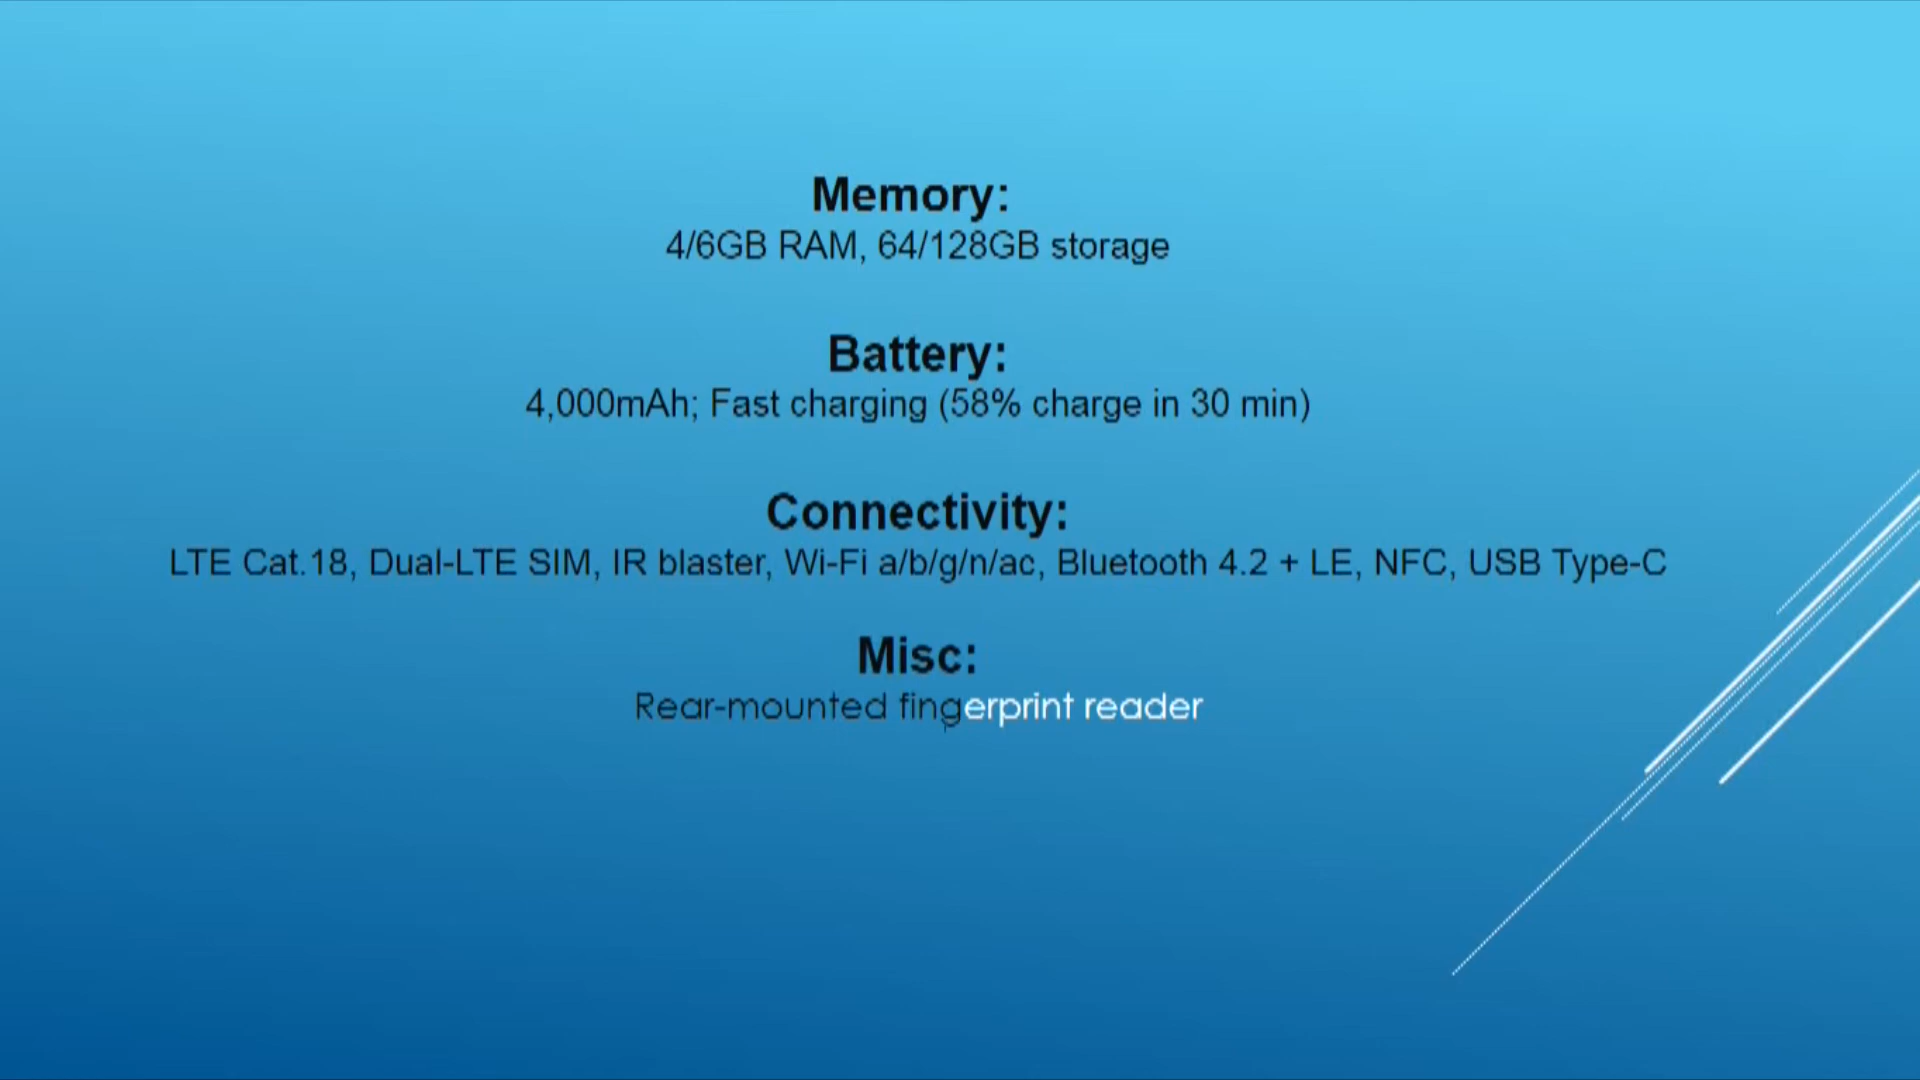 Memory:
4/6GB RAM, 64/128GB storage
Battery:
4,000mAh; Fast charging (58% charge in 30 min)
Connectivity:
LTE Cat.18, Dual-LTE SIM, IR blaster, Wi-Fi a/b/g/n/ac, Bluetooth 4.2 + LE, NFC, USB Type-C
Misc:
Rear-mounted fingerprint reader